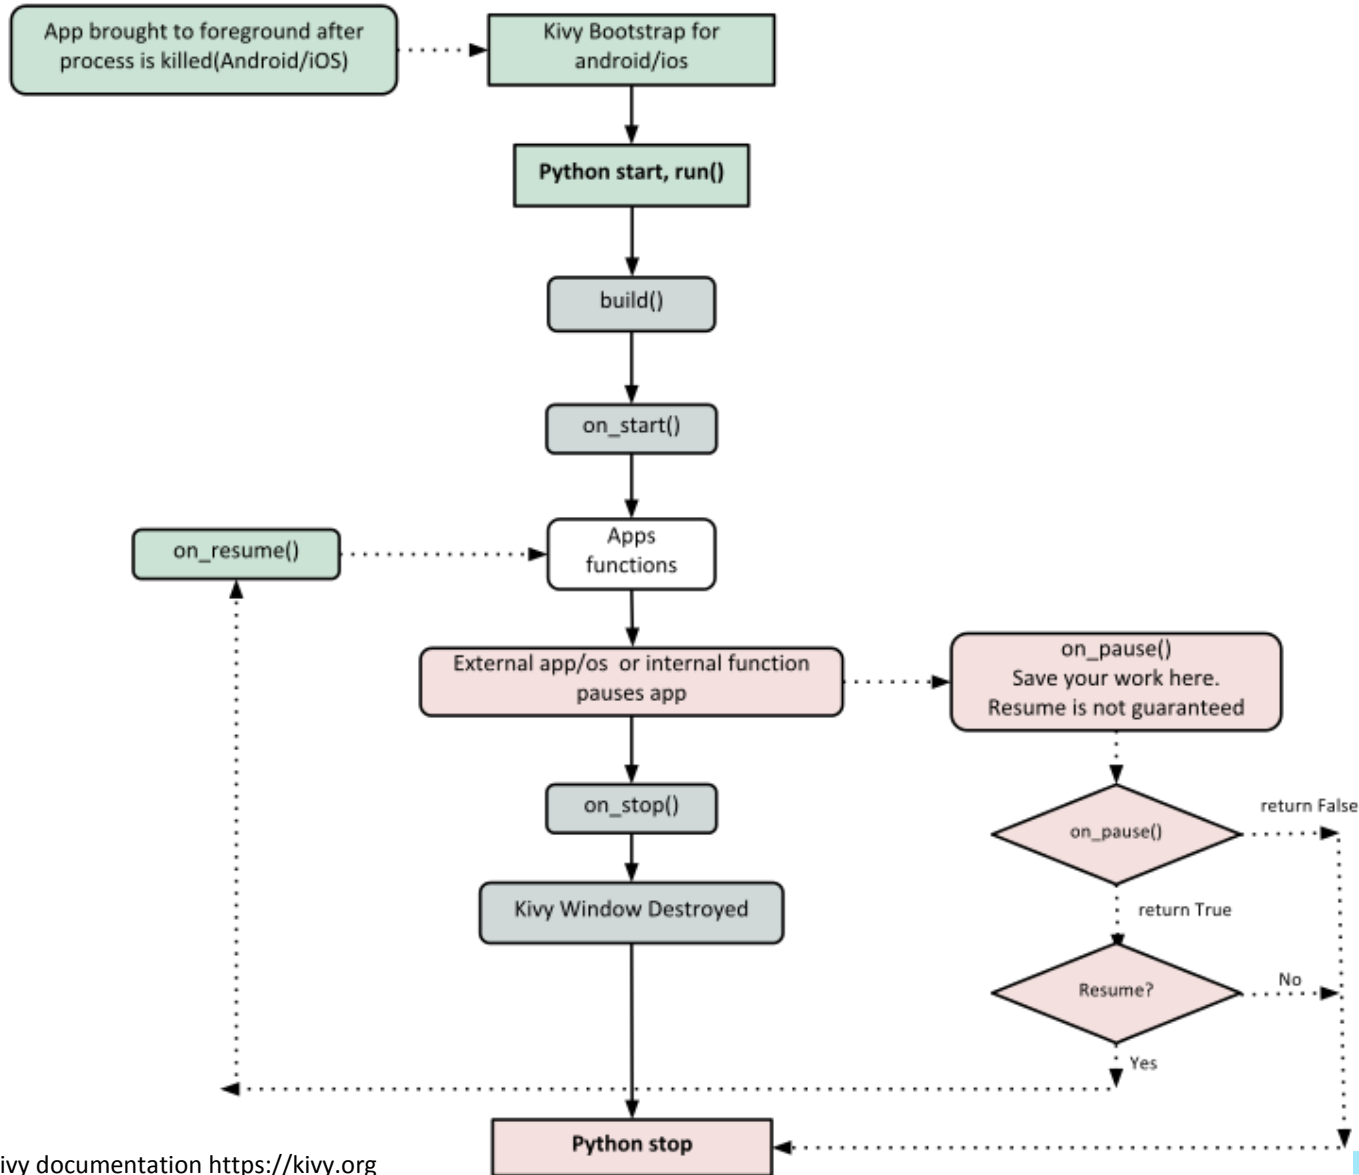 App brought to foreground after
process is killed(Android/iOS)
Kivy Bootstrap for
android/ios
Python start, run()
build()
on_start()
on_resume()
Apps
functions
External app/os or internal function
pauses app
on_pause()
Save your work here.
Resume is not guaranteed
on_stop()
return False
on_pause()
Kivy Window Destroyed
return True
Resume?
No
Yes
Python stop
ivy documentation https://kivy.org